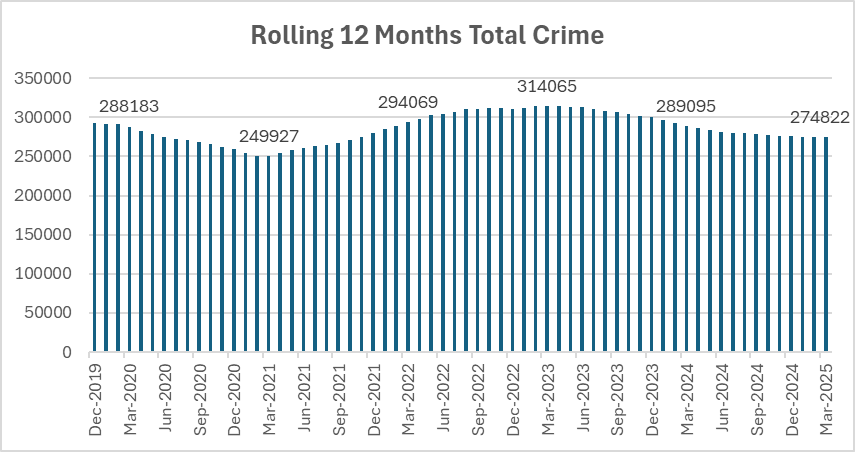 Rolling 12 Months Total Crime
350000
300000
250000
200000
150000
100000
50000
0
288183
249927
294069
314065
289095
274822
Dec-2019
Mar-2020
Jun-2020
Sep-2020
Dec-2020
Mar-2021
Jun-2021
Sep-2021
Dec-2021
Mar-2022
Jun-2022
Sep-2022
Dec-2022
Mar-2023
Jun-2023
Sep-2023
Dec-2023
Mar-2024
Jun-2024
Sep-2024
Dec-2024
Mar-2025